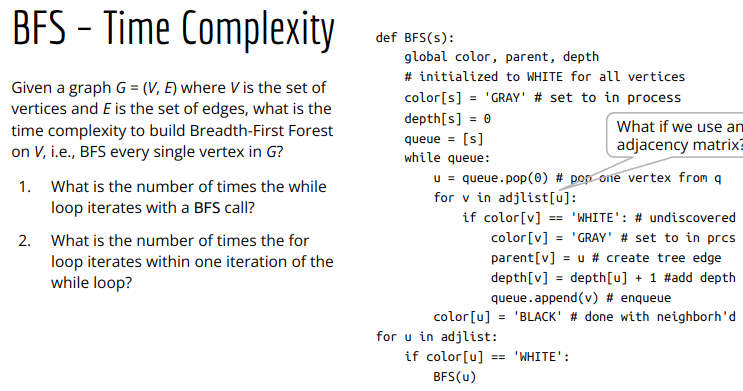 BFS – Time Complexity
Given a graph G = (V, E) where V is the set of
vertices and E is the set of edges, what is the
time complexity to build Breadth-First Forest
on V, i.e., BFS every single vertex in G?
1. What is the number of times the while
loop iterates with a BFS call?
2. What is the number of times the for
loop iterates within one iteration of the
while loop?
def BFS(s):
    global color, parent, depth
    # initialized to WHITE for all vertices
    color[s] = 'GRAY' # set to in process
    depth[s] = 0
    queue = [s]
    while queue:
        u = queue.pop(0) # pop one vertex from q
        for v in adjlist[u]:
            if color[v] == 'WHITE': # undiscovered
                color[v] = 'GRAY' # set to in prcs
                parent[v] = u # create tree edge
                depth[v] = depth[u] + 1 #add depth
                queue.append(v) # enqueue
        color[u] = 'BLACK' # done with neighborh'd
for u in adjlist:
    if color[u] == 'WHITE':
        BFS(u)
What if we use an
adjacency matrix?